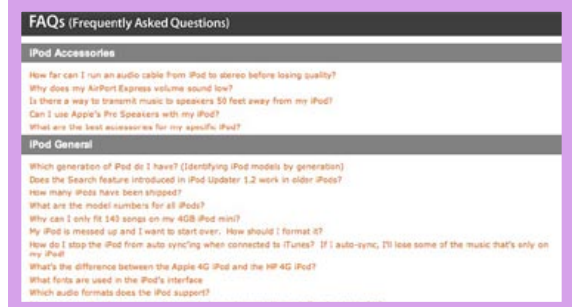 FAQs (Frequently Asked Questions)
iPod Accessories
How far can I run an audio cable from iPod to stereo before losing quality?
Why does my AirPort Express volume sound low?
Is there a way to transmit music to speakers 50 feet away from my iPod?
Can I use Apple's Pro Speakers with my iPod?
What are the best accessories for my specific iPod?
iPod General
Which generation of iPod do I have? (Identifying iPod models by generation)
Does the Search feature introduced in iPod Updater 1.2 work in older iPods?
How many iPods have been shipped?
What are the model numbers for all iPods?
Why can I only fit 143 songs on my 4GB iPod mini?
My iPod is messed up and I want to start over. How should I format it?
How do I stop the iPod from auto sync'ing when connected to iTunes? If I auto-sync, I'll lose some of the music that's only on
my iPod!
What's the difference between the Apple 4G iPod and the HP 4G iPod?
What fonts are used in the iPod's interface
Which audio formats does the iPod support?